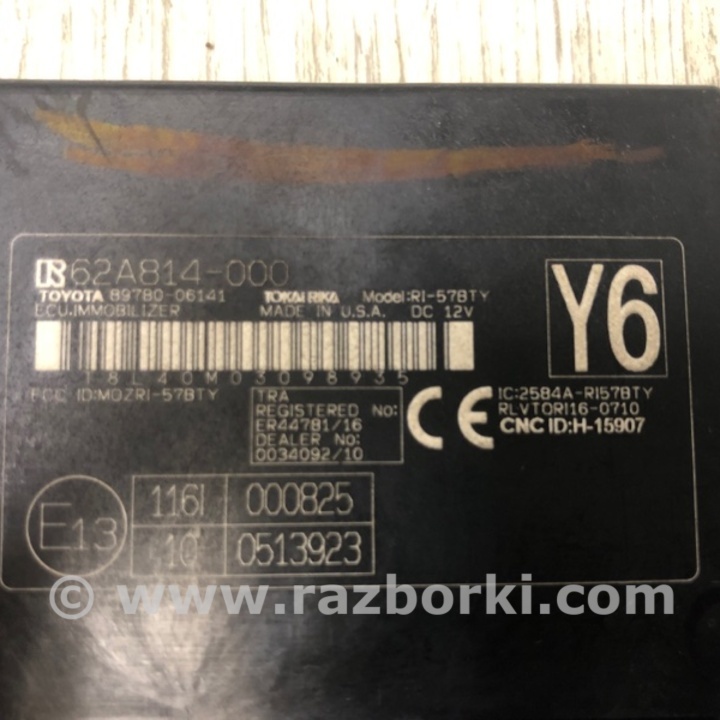 62A814-000
TOYOTA 89780-06141 TOKAI RIKA Model:RI-57BTY
ECU.IMMOBILIZER MADE IN U.S.A. DC 12V
Y6
18L40M03098935
FCC ID:MOZRI-57BTY
TRA
REGISTERED No:
ER44781/16
DEALER No:
0034092/10
CE
IC:2584A-RI57BTY
RLVTORI16-0710
CNC ID:H-15907
E13
116I 000825
10 0513923
© www.razborki.com